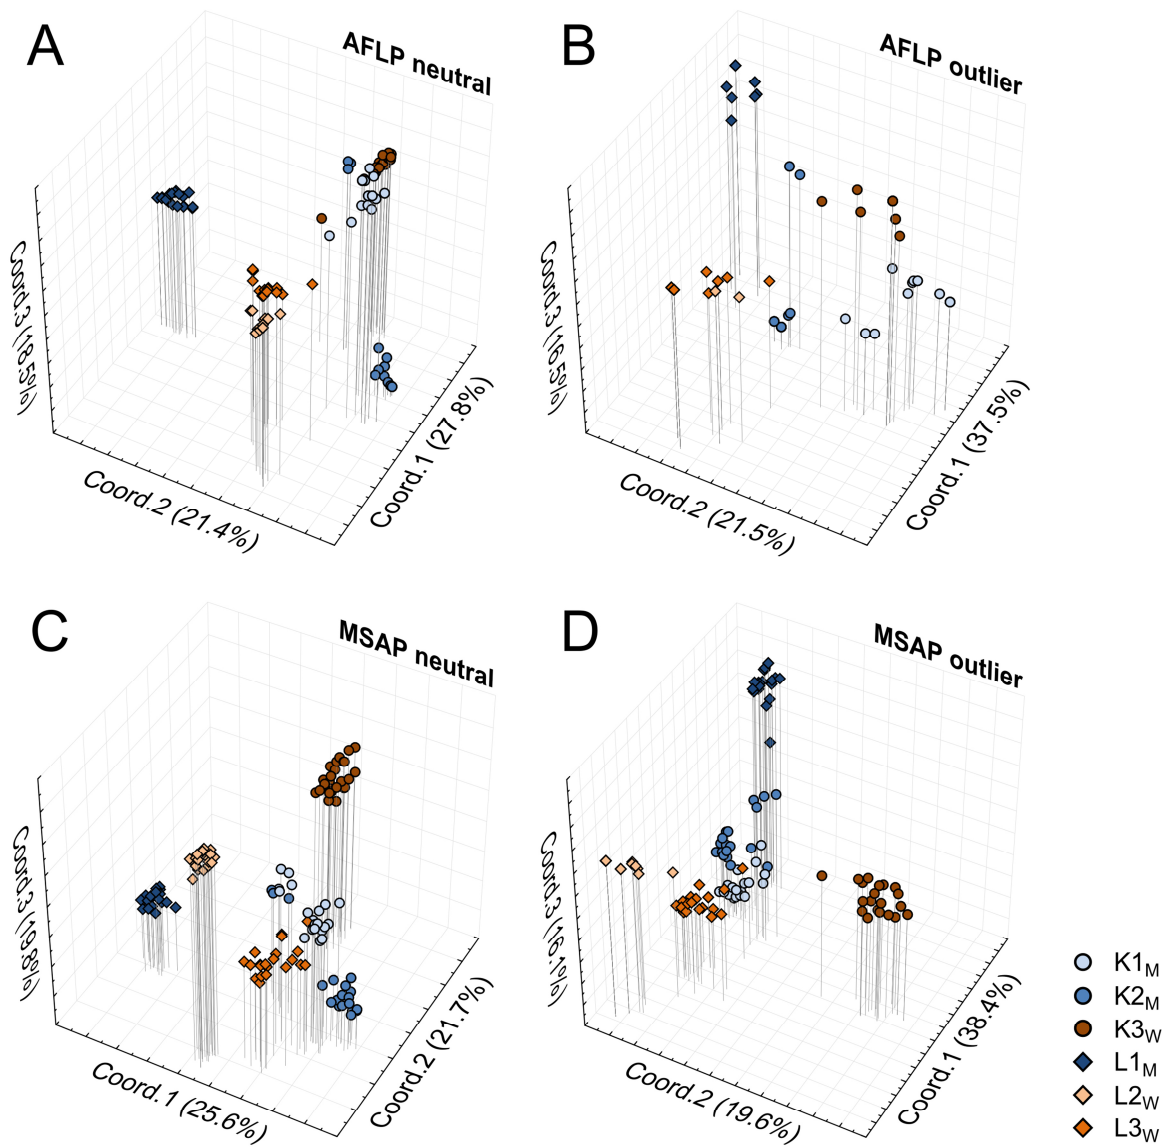 A
AFLP neutral
Coord.3 (18.5%)
Coord.2 (21.4%)
Coord.1 (27.8%)
B
AFLP outlier
Coord.3 (16.5%)
Coord.2 (21.5%)
Coord.1 (37.5%)
C
MSAP neutral
Coord.3 (19.8%)
Coord.1 (25.6%)
Coord.2 (21.7%)
D
MSAP outlier
Coord.3 (16.1%)
Coord.2 (19.6%)
Coord.1 (38.4%)
K1M
K2M
K3W
L1M
L2W
L3W